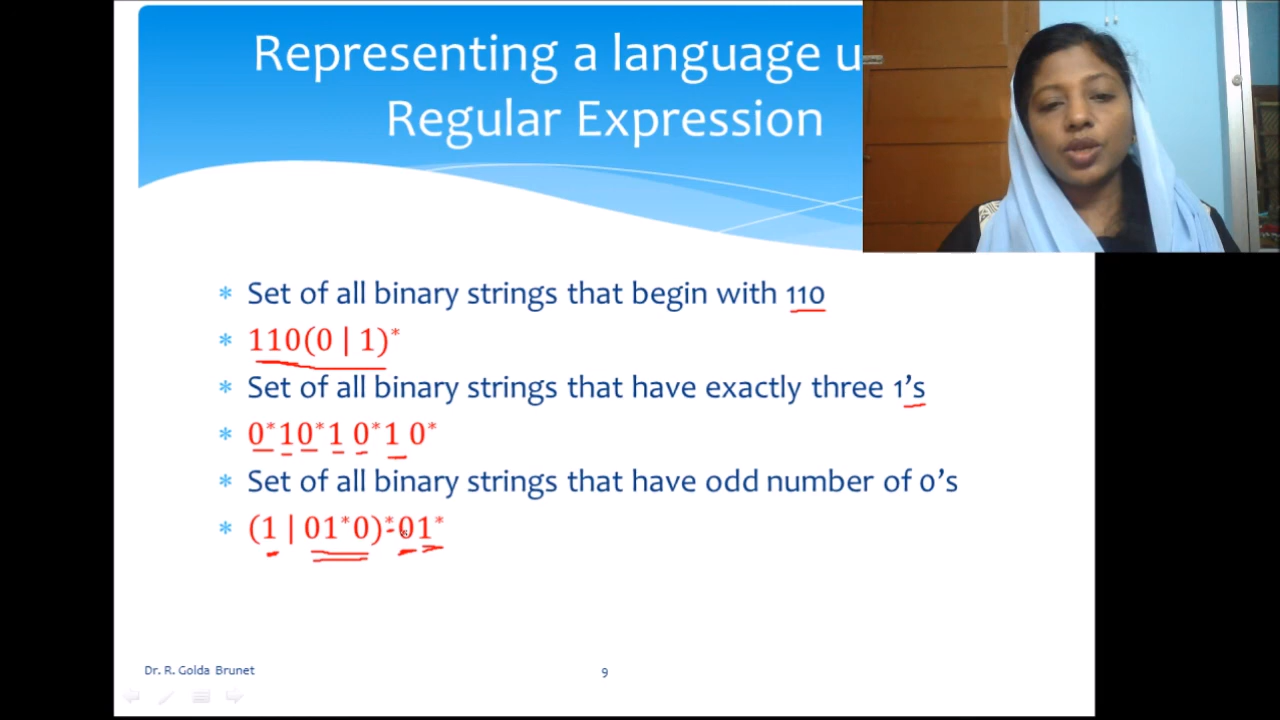 Representing a language u
Regular Expression
* Set of all binary strings that begin with 110
* 110(0 | 1)*
* Set of all binary strings that have exactly three 1's
* 0*10*1 0*1 0*
* Set of all binary strings that have odd number of 0's
* (1 | 01*0)*01*
Dr. R. Golda Brunet
9